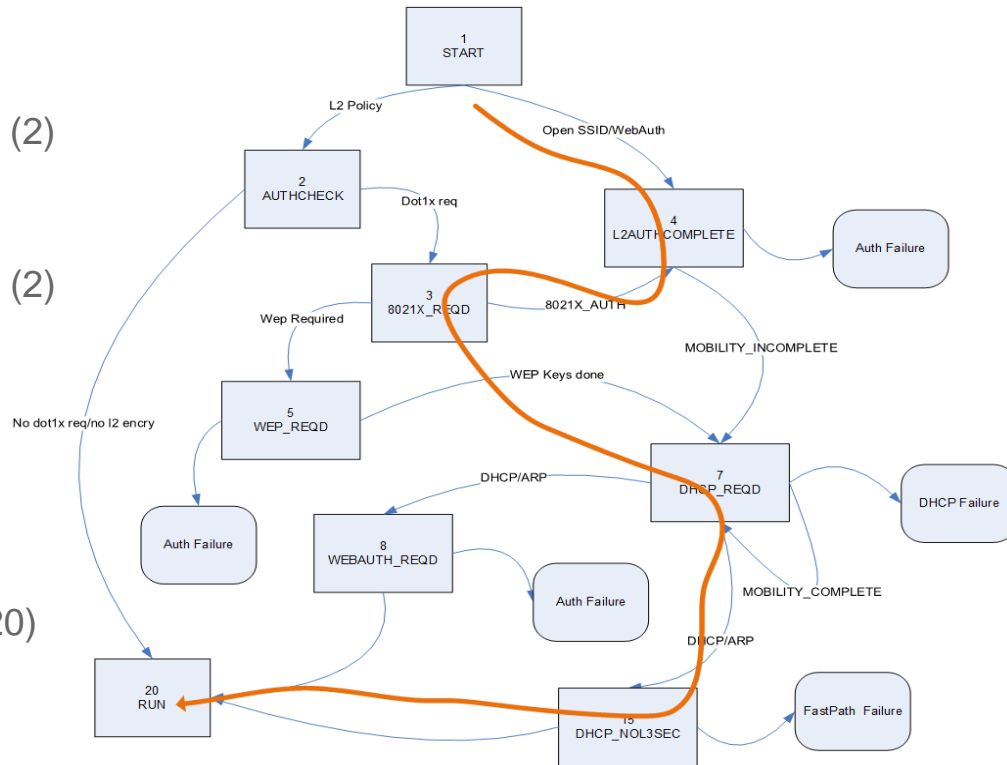 1
START
L2 Policy
(2)
Open SSID/WebAuth
2
AUTHCHECK
Dot1x req
4
L2AUTHCOMPLETE
Auth Failure
(2)
3
8021X_REQD
8021X_AUTH
Wep Required
MOBILITY_INCOMPLETE
WEP Keys done
5
WEP_REQD
No dot1x req/no l2 encry
7
DHCP_REQD
DHCP/ARP
DHCP Failure
8
WEBAUTH_REQD
Auth Failure
Auth Failure
MOBILITY_COMPLETE
20)
DHCP/ARP
20
RUN
15
DHCP_NOL3SEC
FastPath Failure